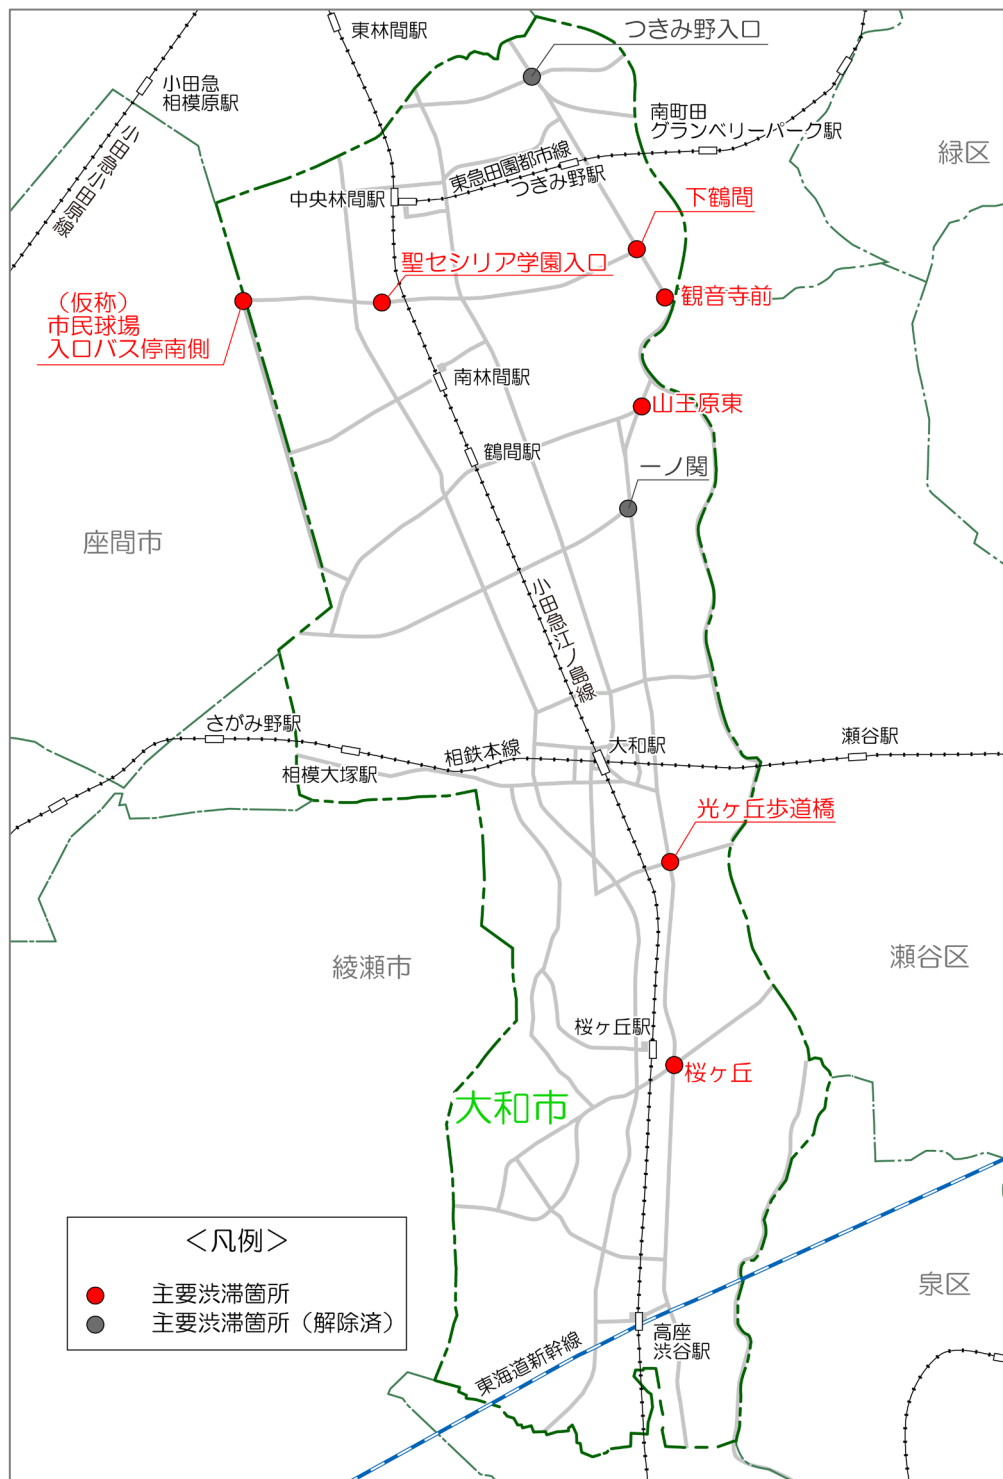 つきみ野入口
東林間駅
小田急
相模原駅
小田急小田原線
南町田
グランベリーパーク駅
緑区
東急田園都市線
つきみ野駅
中央林間駅
下鶴間
聖セシリア学園入口
観音寺前
（仮称）
市民球場
入口バス停南側
南林間駅
山王原東
鶴間駅
一ノ関
座間市
小田急江ノ島線
さがみ野駅
相鉄本線
大和駅
瀬谷駅
相模大塚駅
光ヶ丘歩道橋
綾瀬市
瀬谷区
桜ヶ丘駅
桜ヶ丘
大和市
＜凡例＞
主要渋滞箇所
主要渋滞箇所（解除済）
泉区
高座
渋谷駅
東海道新幹線